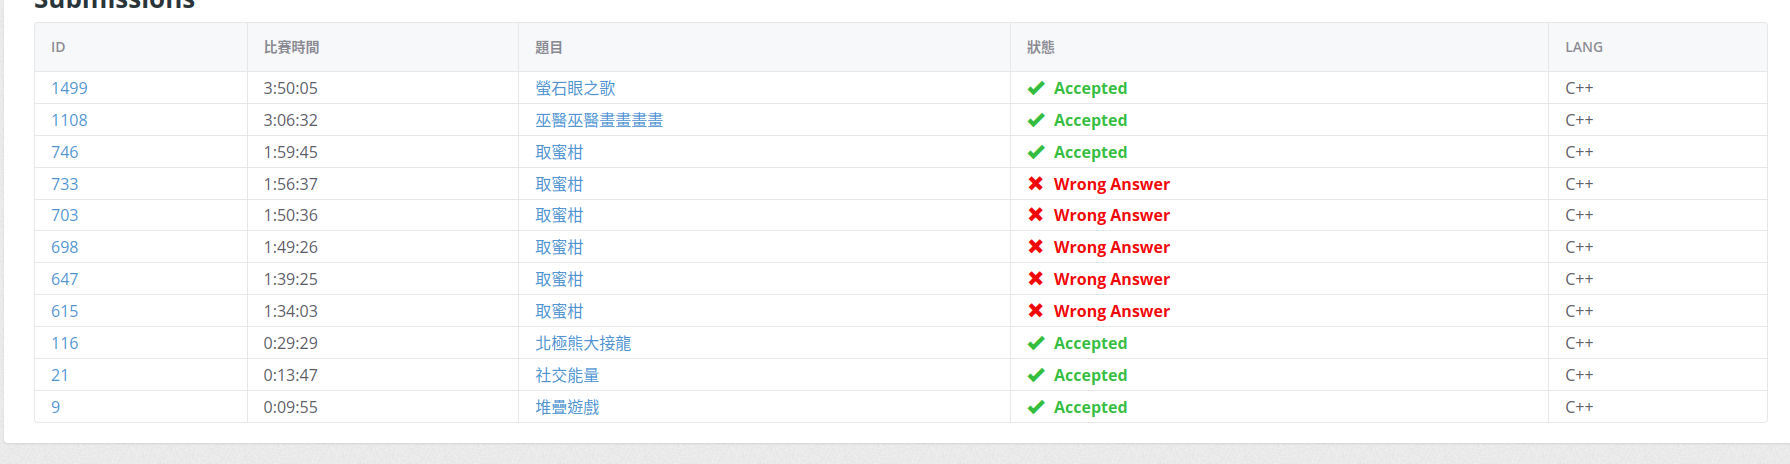 Submissions
ID 比賽時間 題目 狀態 LANG
1499 3:50:05 螢石眼之歌 Accepted C++
1108 3:06:32 巫醫巫醫畫畫畫畫 Accepted C++
746 1:59:45 取蜜柑 Accepted C++
733 1:56:37 取蜜柑 Wrong Answer C++
703 1:50:36 取蜜柑 Wrong Answer C++
698 1:49:26 取蜜柑 Wrong Answer C++
647 1:39:25 取蜜柑 Wrong Answer C++
615 1:34:03 取蜜柑 Wrong Answer C++
116 0:29:29 北極熊大接龍 Accepted C++
21 0:13:47 社交能量 Accepted C++
9 0:09:55 堆疊遊戲 Accepted C++